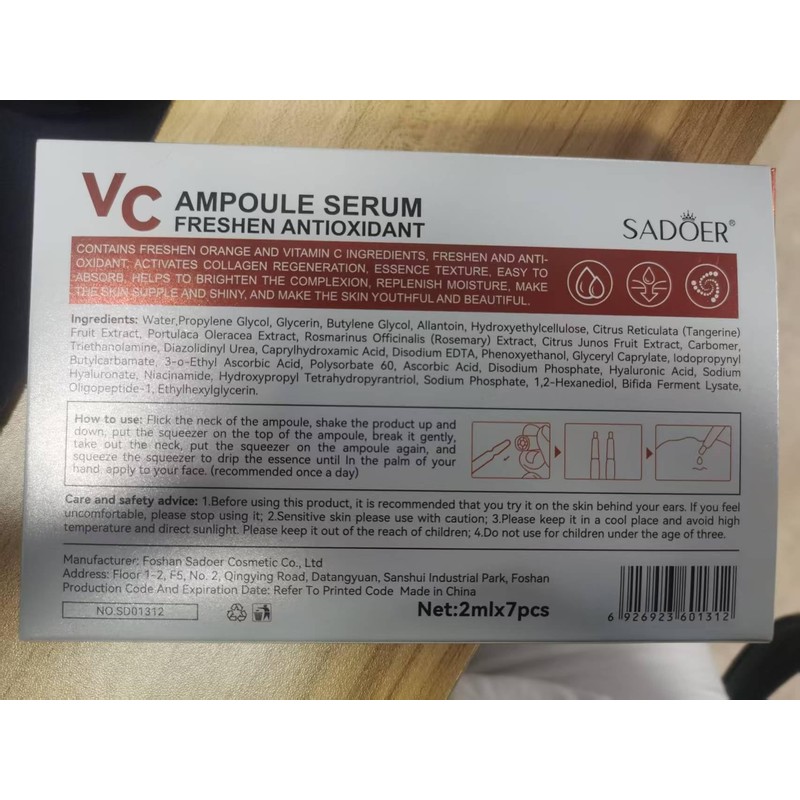 VC AMPOULE SERUM
FRESHEN ANTIOXIDANT
SADOER®
CONTAINS FRESHEN ORANGE AND VITAMIN C INGREDIENTS, FRESHEN AND ANTI-
OXIDANT, ACTIVATES COLLAGEN REGENERATION, ESSENCE TEXTURE, EASY TO
ABSORB, HELPS TO BRIGHTEN THE COMPLEXION, REPLENISH MOISTURE, MAKE
THE SKIN SUPPLE AND SHINY, AND MAKE THE SKIN YOUTHFUL AND BEAUTIFUL.
Ingredients: Water,Propylene Glycol, Glycerin, Butylene Glycol, Allantoin, Hydroxyethylcellulose, Citrus Reticulata (Tangerine)
Fruit Extract, Portulaca Oleracea Extract, Rosmarinus Officinalis (Rosemary) Extract, Citrus Junos Fruit Extract, Carbomer,
Triethanolamine, Diazolidinyl Urea, Caprylhydroxamic Acid, Disodium EDTA, Phenoxyethanol, Glyceryl Caprylate, Iodopropynyl
Butylcarbamate, 3-o-Ethyl Ascorbic Acid, Polysorbate 60, Ascorbic Acid, Disodium Phosphate, Hyaluronic Acid, Sodium
Hyaluronate, Niacinamide, Hydroxypropyl Tetrahydropyrantriol, Sodium Phosphate, 1,2-Hexanediol, Bifida Ferment Lysate,
Oligopeptide-1, Ethylhexylglycerin.
How to use: Flick the neck of the ampoule, shake the product up and
down, put the squeezer on the top of the ampoule, break it gently,
take out the neck, put the squeezer on the ampoule again, and
squeeze the squeezer to drip the essence until In the palm of your
hand, apply to your face. (recommended once a day)
Care and safety advice: 1.Before using this product, it is recommended that you try it on the skin behind your ears. If you feel
uncomfortable, please stop using it; 2.Sensitive skin please use with caution; 3.Please keep it in a cool place and avoid high
temperature and direct sunlight. Please keep it out of the reach of children; 4.Do not use for children under the age of three.
Manufacturer: Foshan Sadoer Cosmetic Co., Ltd
Address: Floor 1-2, F5, No. 2, Qingying Road, Datangyuan, Sanshui Industrial Park, Foshan
Production Code And Expiration Date: Refer To Printed Code Made in China
NO.SD01312
Net:2mlx7pcs
6 926923 601312